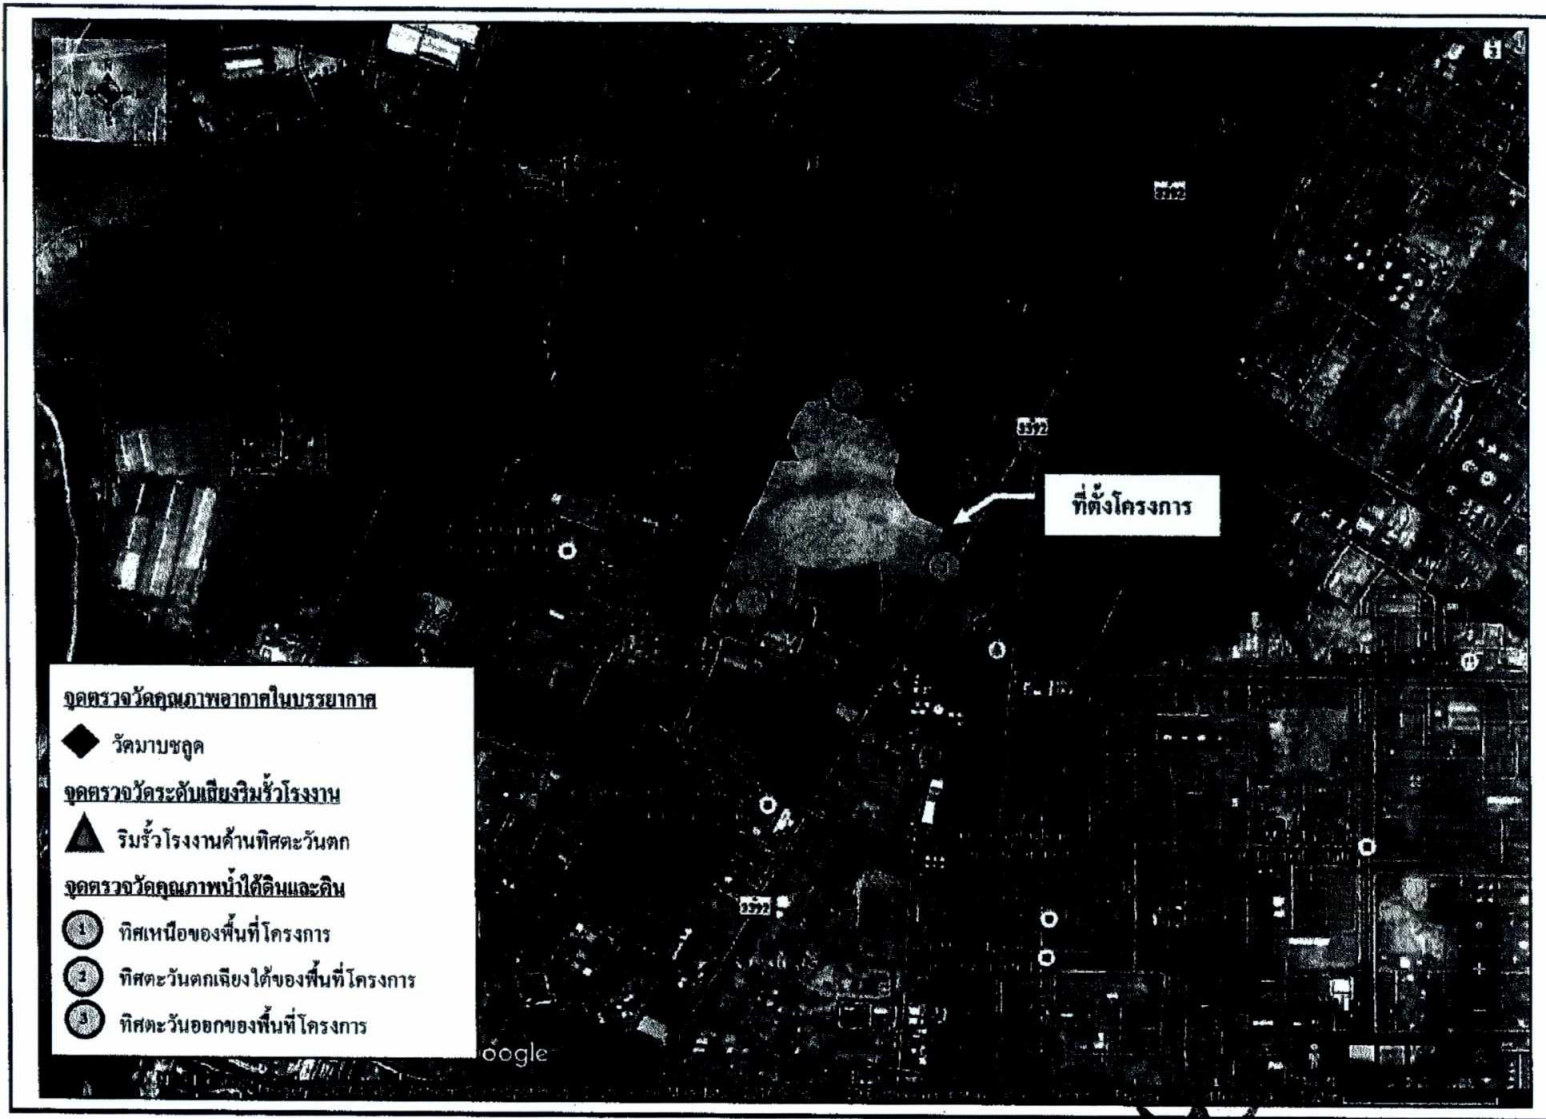 3392
3392
ที่ตั้งโครงการ
จุดตรวจวัดคุณภาพอากาศในบรรยากาศ
วัดมาบชลูด
จุดตรวจวัดระดับเสียงริมรั้วโรงงาน
ริมรั้วโรงงานด้านทิศตะวันตก
จุดตรวจวัดคุณภาพน้ำใต้ดินและดิน
1 ทิศเหนือของพื้นที่โครงการ
2 ทิศตะวันตกเฉียงใต้ของพื้นที่โครงการ
3 ทิศตะวันออกของพื้นที่โครงการ
3392
oogle